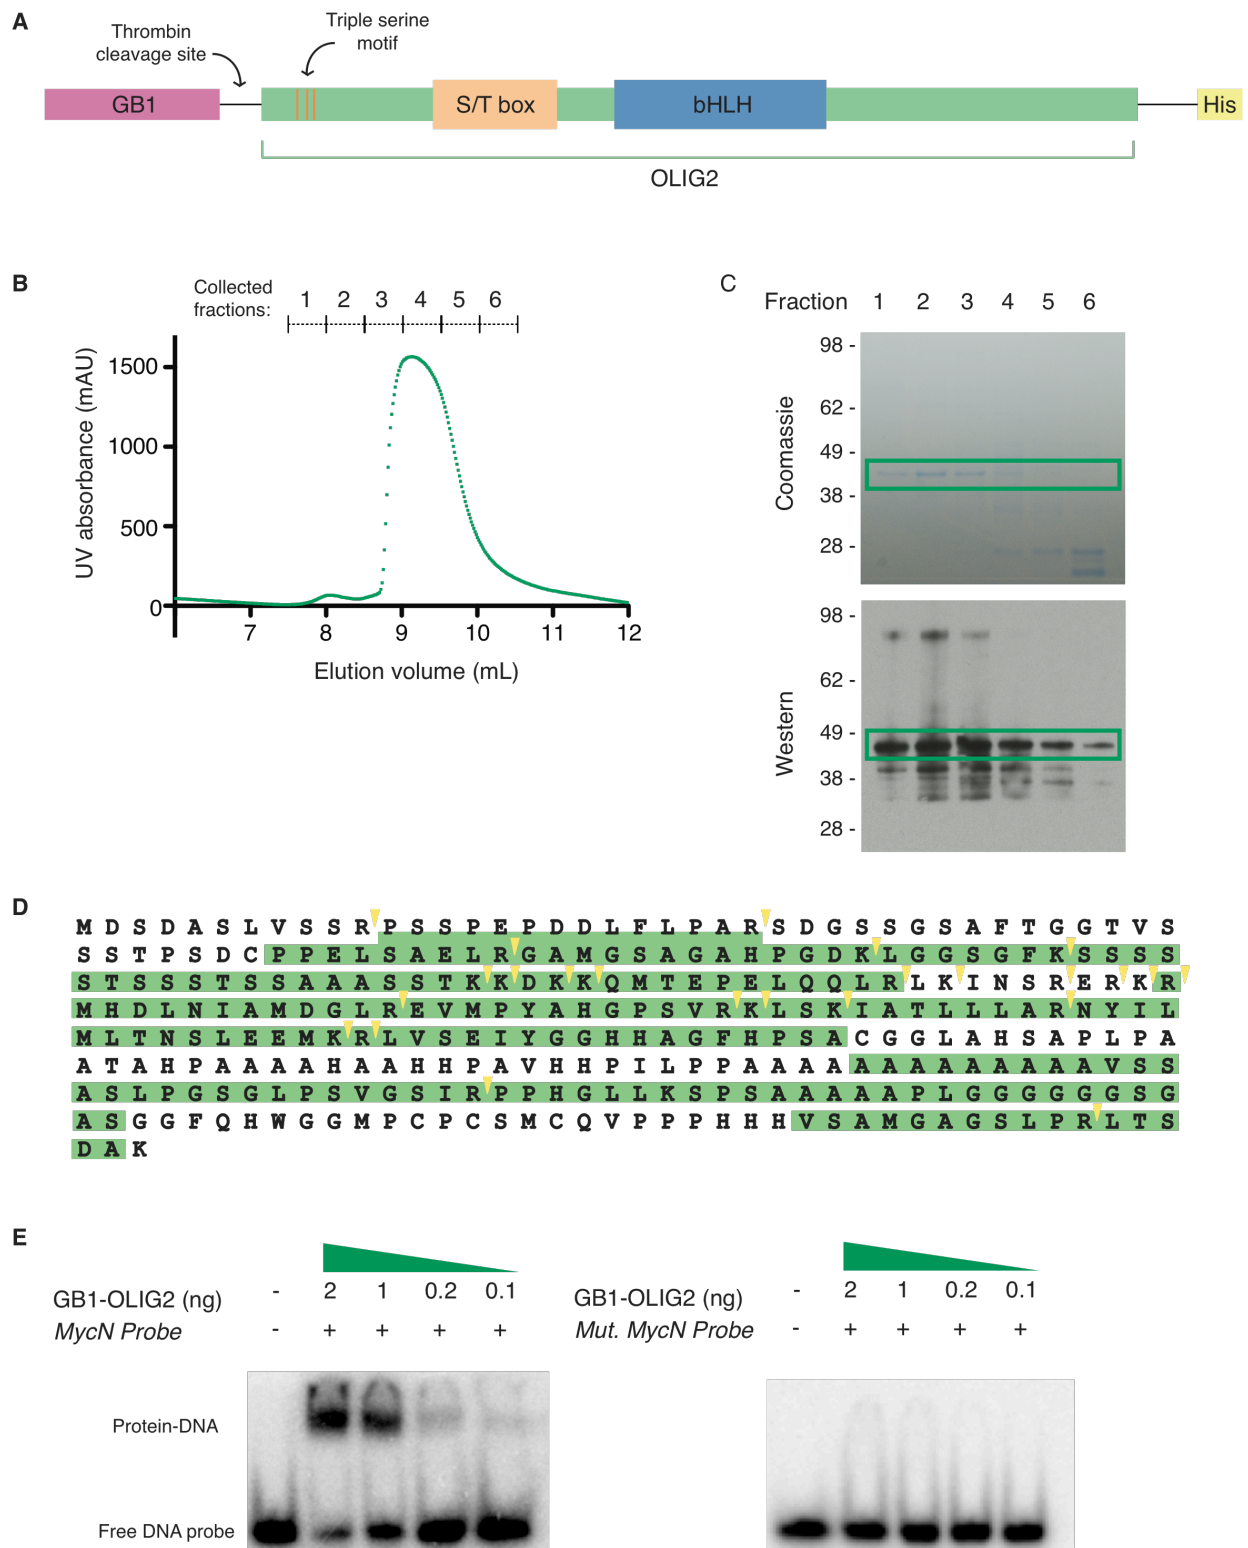 A
Thrombin
cleavage site
Triple serine
motif
GB1
S/T box
bHLH
His
OLIG2
B
Collected
fractions:
1 2 3 4 5 6
UV absorbance (mAU)
1500
1000
500
0
7 8 9 10 11 12
Elution volume (mL)
C
Fraction 1 2 3 4 5 6
Coomassie
98 -
62 -
49 -
38 -
28 -
Western
98 -
62 -
49 -
38 -
28 -
D
M D S D A S L V S S R P S S P E P D D L F L P A R S D G S S G S A F T G G T V S
S S T P S D C P P E L S A E L R G A M G S A G A H P G D K L G G S G F K S S S S
S T S S S T S S A A A S S T K K D K K Q M T E P E L Q Q L R L K I N S R E R K R
M H D L N I A M D G L R E V M P Y A H G P S V R K L S K I A T L L L A R N Y I L
M L T N S L E E M K R L V S E I Y G G H H A G F H P S A C G G L A H S A P L P A
A T A H P A A A A H A A H H P A V H H P I L P P A A A A A A A A A A A A A V S S
A S L P G S G L P S V G S I R P P H G L L K S P S A A A A A P L G G G G G G S G
A S G G F Q H W G G M P C P C S M C Q V P P P H H H V S A M G A G S L P R L T S
D A K
E
GB1-OLIG2 (ng) - 2 1 0.2 0.1
MycN Probe - + + + +
GB1-OLIG2 (ng) - 2 1 0.2 0.1
Mut. MycN Probe - + + + +
Protein-DNA
Free DNA probe